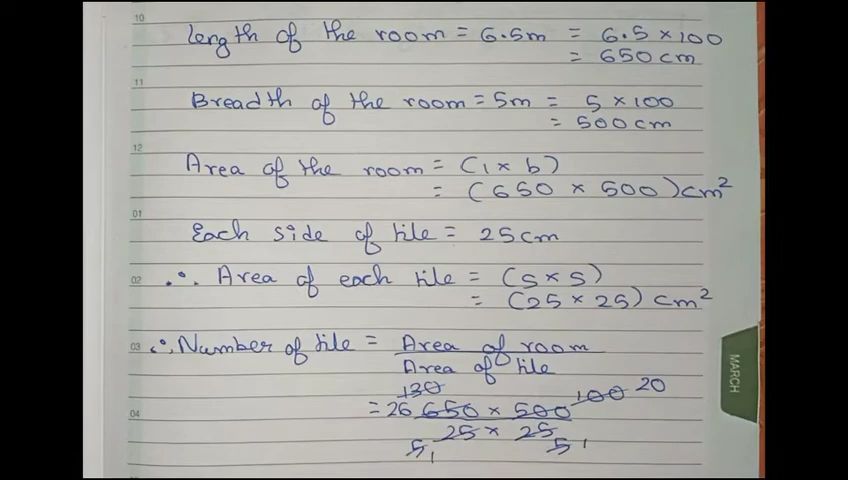 10
Length of the room = 6.5m = 6.5 × 100
= 650 cm
11
Breadth of the room = 5m = 5 × 100
= 500 cm
12
Area of the room = (l × b)
= (650 × 500) cm²
01
Each side of tile = 25cm
02 ∴ Area of each tile = (s × s)
= (25 × 25) cm²
03 ∴ Number of tile = Area of room
Area of tile
130
04 = 26 650 × 500 100 20
25 × 25
5 1 5 1
MARCH